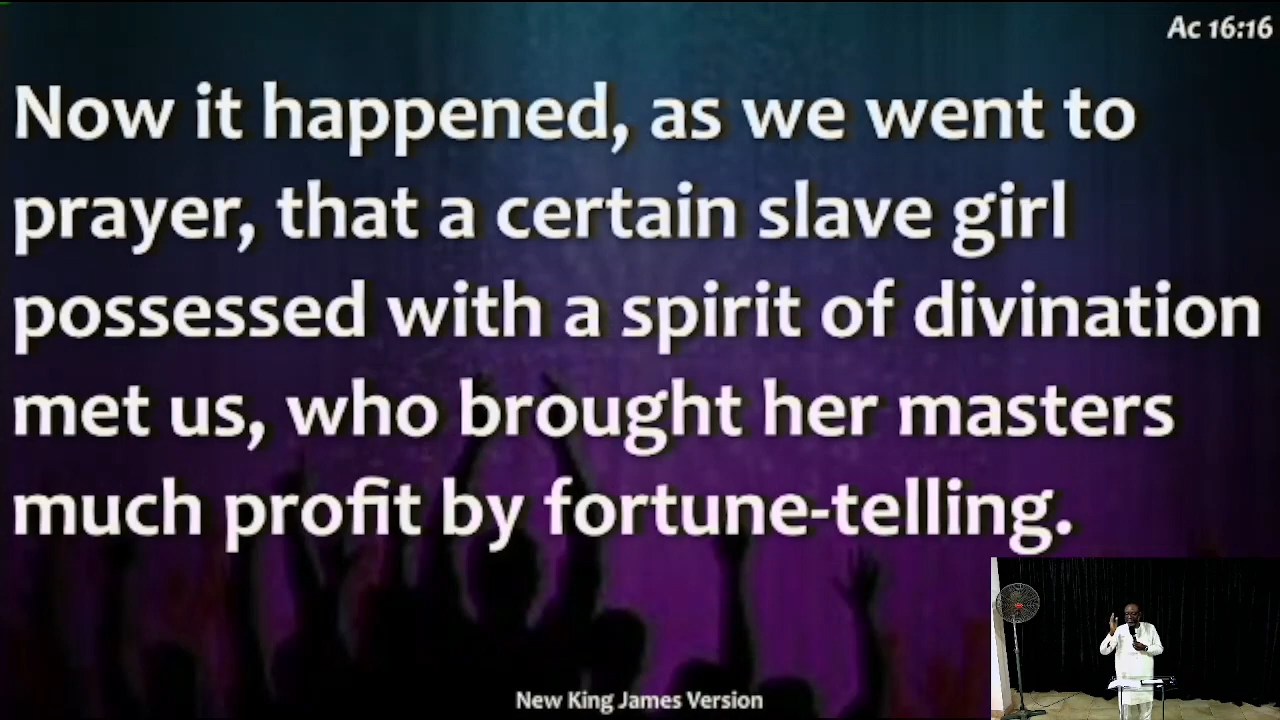 Ac 16:16
Now it happened, as we went to
prayer, that a certain slave girl
possessed with a spirit of divination
met us, who brought her masters
much profit by fortune-telling.
New King James Version